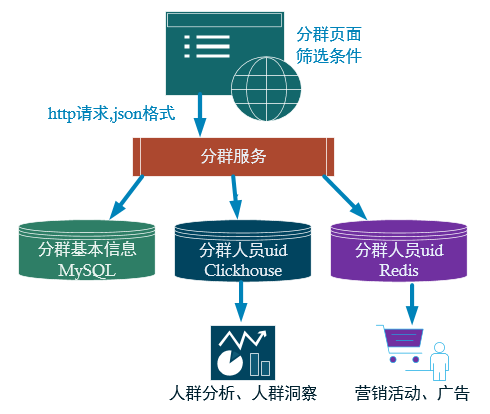 分群页面
筛选条件
http请求,json格式
分群服务
分群基本信息
MySQL
分群人员uid
Clickhouse
分群人员uid
Redis
人群分析、人群洞察
营销活动、广告